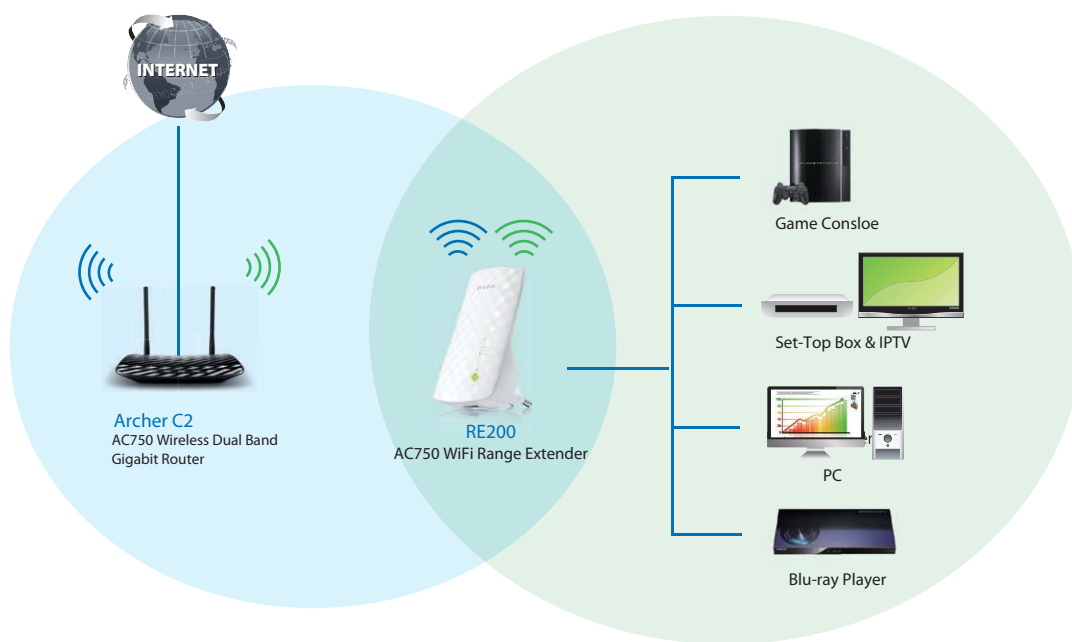 INTERNET
Archer C2
AC750 Wireless Dual Band
Gigabit Router
RE200
AC750 WiFi Range Extender
Game Consloe
Set-Top Box & IPTV
PC
Blu-ray Player